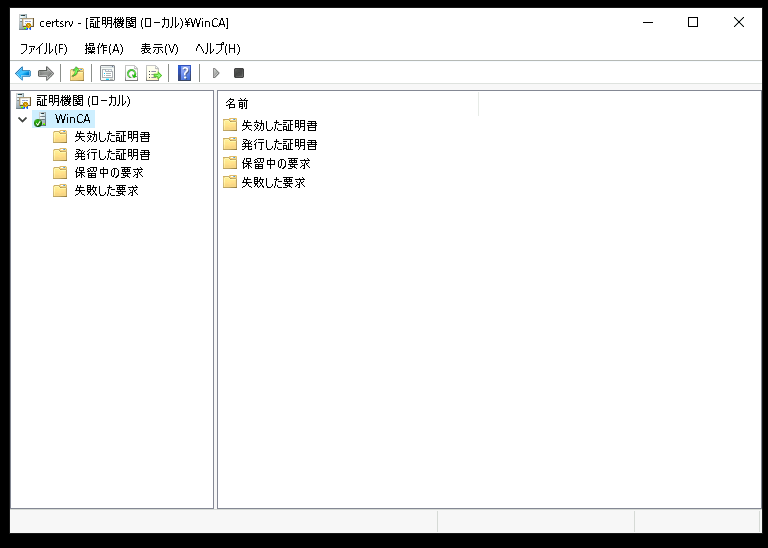 certsrv - [証明機関 (ローカル)¥WinCA]
ファイル(F) 操作(A) 表示(V) ヘルプ(H)
証明機関 (ローカル)
WinCA
失効した証明書
発行した証明書
保留中の要求
失敗した要求
名前
失効した証明書
発行した証明書
保留中の要求
失敗した要求